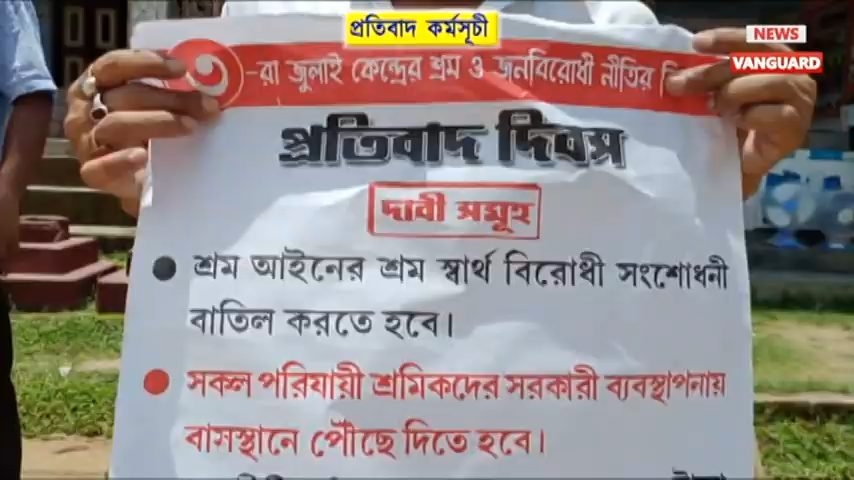 প্রতিবাদ কর্মসূচী
NEWS
VANGUARD
৩-রা জুলাই কেন্দ্রের শ্রম ও জনবিরোধী নীতির
প্রতিবাদ দিবস
দাবী সমূহ
শ্রম আইনের শ্রম স্বার্থ বিরোধী সংশোধনী
বাতিল করতে হবে।
সকল পরিযায়ী শ্রমিকদের সরকারী ব্যবস্থাপনায়
বাসস্থানে পৌঁছে দিতে হবে।